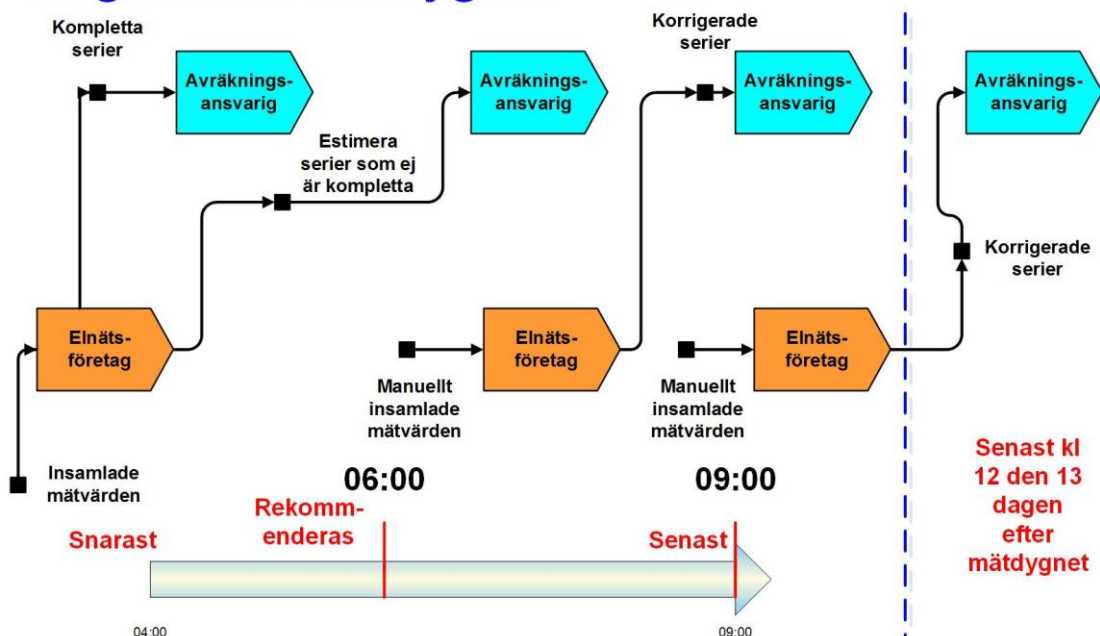 Kompletta
serier
Avräknings-
ansvarig
Avräknings-
ansvarig
Korrigerade
serier
Avräknings-
ansvarig
Avräknings-
ansvarig
Estimera
serier som ej
är kompletta
Korrigerade
serier
Elnäts-
företag
Elnäts-
företag
Elnäts-
företag
Manuellt
insamlade
mätvärden
Manuellt
insamlade
mätvärden
Insamlade
mätvärden
06:00
09:00
Senast kl
12 den 13
dagen
efter
mätdygnet
Snarast
Rekomm-
enderas
Senast
04:00
09:00